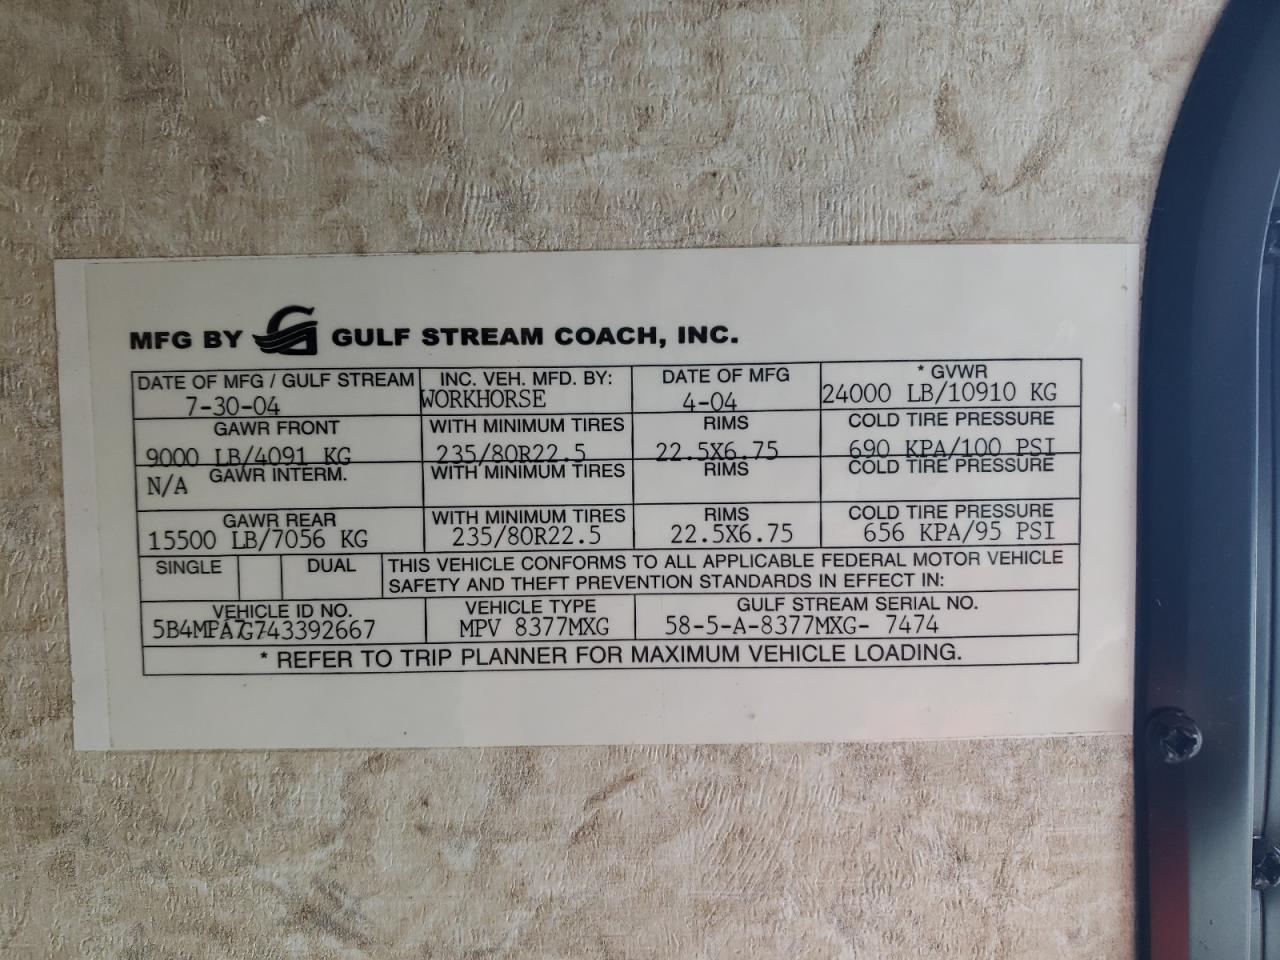 MFG BY GULF STREAM COACH, INC.
DATE OF MFG / GULF STREAM INC. VEH. MFD. BY: DATE OF MFG * GVWR
7-30-04 WORKHORSE 4-04 24000 LB/10910 KG
GAWR FRONT WITH MINIMUM TIRES RIMS COLD TIRE PRESSURE
9000 LB/4091 KG 235/80R22.5 22.5X6.75 690 KPA/100 PSI
GAWR INTERM. WITH MINIMUM TIRES RIMS COLD TIRE PRESSURE
N/A
GAWR REAR WITH MINIMUM TIRES RIMS COLD TIRE PRESSURE
15500 LB/7056 KG 235/80R22.5 22.5X6.75 656 KPA/95 PSI
SINGLE DUAL THIS VEHICLE CONFORMS TO ALL APPLICABLE FEDERAL MOTOR VEHICLE
SAFETY AND THEFT PREVENTION STANDARDS IN EFFECT IN:
VEHICLE ID NO. VEHICLE TYPE GULF STREAM SERIAL NO.
MPV 8377MXG 58-5-A-8377MXG- 7474
* REFER TO TRIP PLANNER FOR MAXIMUM VEHICLE LOADING.